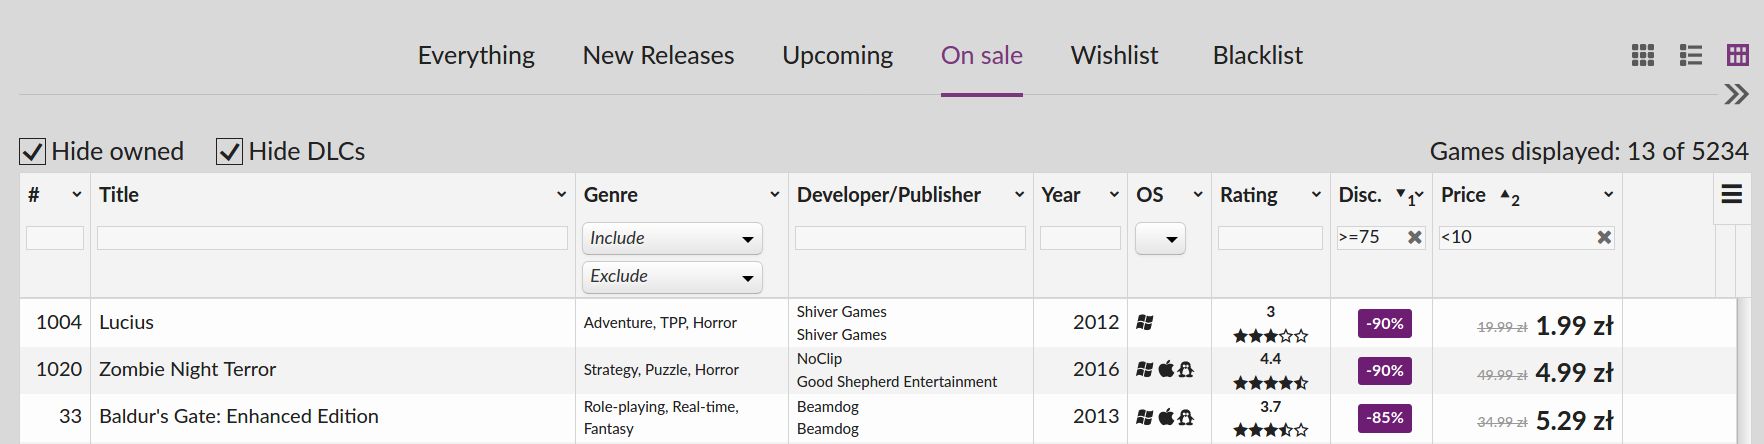 Everything New Releases Upcoming On sale Wishlist Blacklist
Hide owned Hide DLCs Games displayed: 13 of 5234
# Title Genre Developer/Publisher Year OS Rating Disc. 1 Price 2
Include >=75 <10
Exclude
1004 Lucius Adventure, TPP, Horror Shiver Games Shiver Games 2012 3 -90% 19.99 zł 1.99 zł
1020 Zombie Night Terror Strategy, Puzzle, Horror NoClip Good Shepherd Entertainment 2016 4.4 -90% 49.99 zł 4.99 zł
33 Baldur's Gate: Enhanced Edition Role-playing, Real-time, Fantasy Beamdog Beamdog 2013 3.7 -85% 34.99 zł 5.29 zł